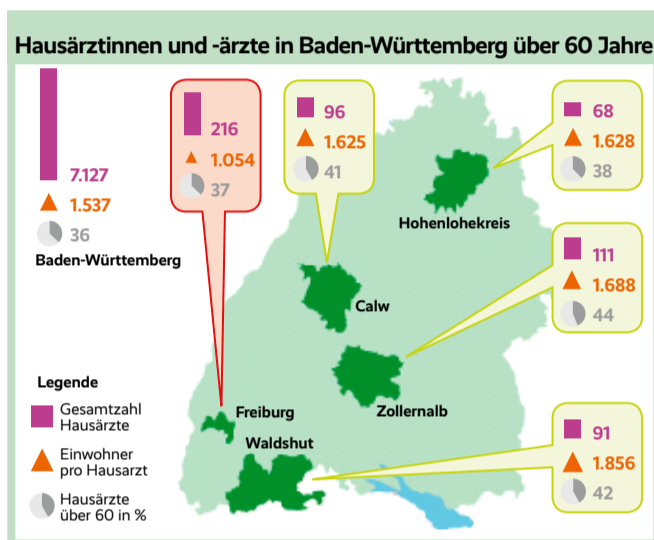 Hausärztinnen und -ärzte in Baden-Württemberg über 60 Jahre
7.127
1.537
36
Baden-Württemberg
216
1.054
37
96
1.625
41
68
1.628
38
Hohenlohekreis
111
1.688
44
Calw
Zollernalb
Freiburg
Waldshut
91
1.856
42
Legende
Gesamtzahl
Hausärzte
Einwohner
pro Hausarzt
Hausärzte
über 60 in %